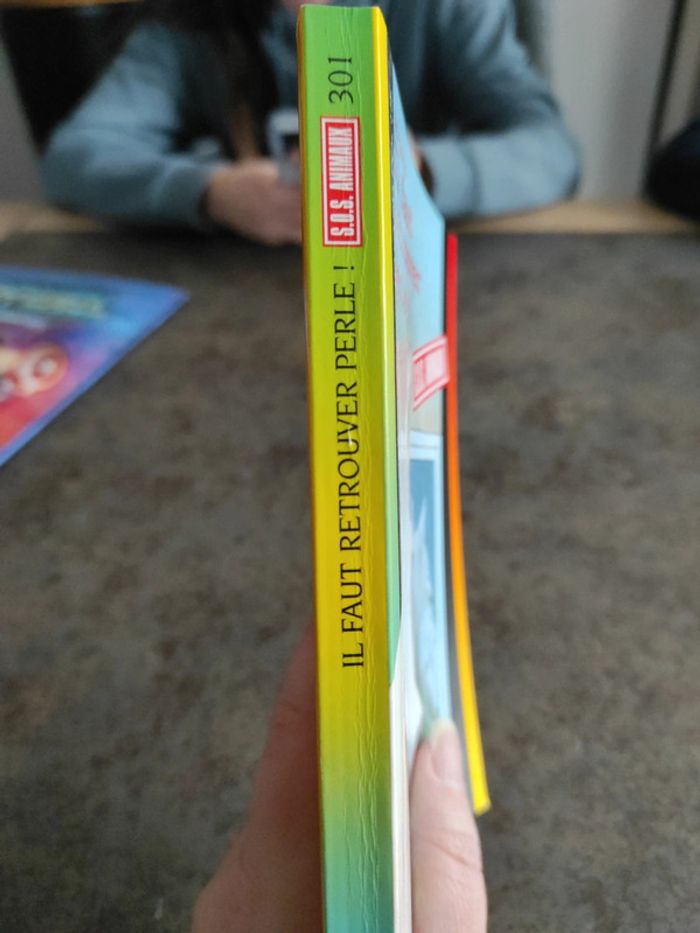 IL FAUT RETROUVER PERLE !
S.O.S. ANIMAUX
301